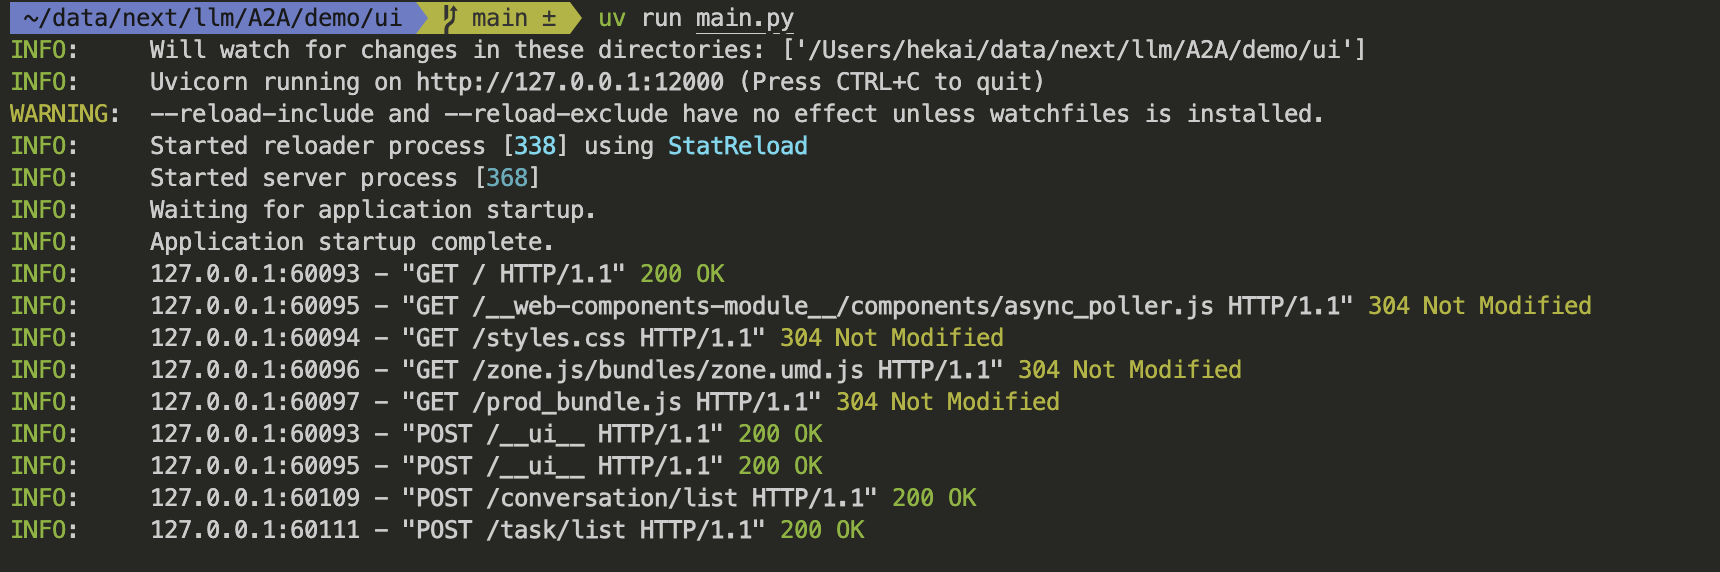 ~/data/next/llm/A2A/demo/ui main ± uv run main.py
INFO: Will watch for changes in these directories: ['/Users/hekai/data/next/llm/A2A/demo/ui']
INFO: Uvicorn running on http://127.0.0.1:12000 (Press CTRL+C to quit)
WARNING: --reload-include and --reload-exclude have no effect unless watchfiles is installed.
INFO: Started reloader process [338] using StatReload
INFO: Started server process [368]
INFO: Waiting for application startup.
INFO: Application startup complete.
INFO: 127.0.0.1:60093 - "GET / HTTP/1.1" 200 OK
INFO: 127.0.0.1:60095 - "GET /__web-components-module__/components/async_poller.js HTTP/1.1" 304 Not Modified
INFO: 127.0.0.1:60094 - "GET /styles.css HTTP/1.1" 304 Not Modified
INFO: 127.0.0.1:60096 - "GET /zone.js/bundles/zone.umd.js HTTP/1.1" 304 Not Modified
INFO: 127.0.0.1:60097 - "GET /prod_bundle.js HTTP/1.1" 304 Not Modified
INFO: 127.0.0.1:60093 - "POST /__ui__ HTTP/1.1" 200 OK
INFO: 127.0.0.1:60095 - "POST /__ui__ HTTP/1.1" 200 OK
INFO: 127.0.0.1:60109 - "POST /conversation/list HTTP/1.1" 200 OK
INFO: 127.0.0.1:60111 - "POST /task/list HTTP/1.1" 200 OK